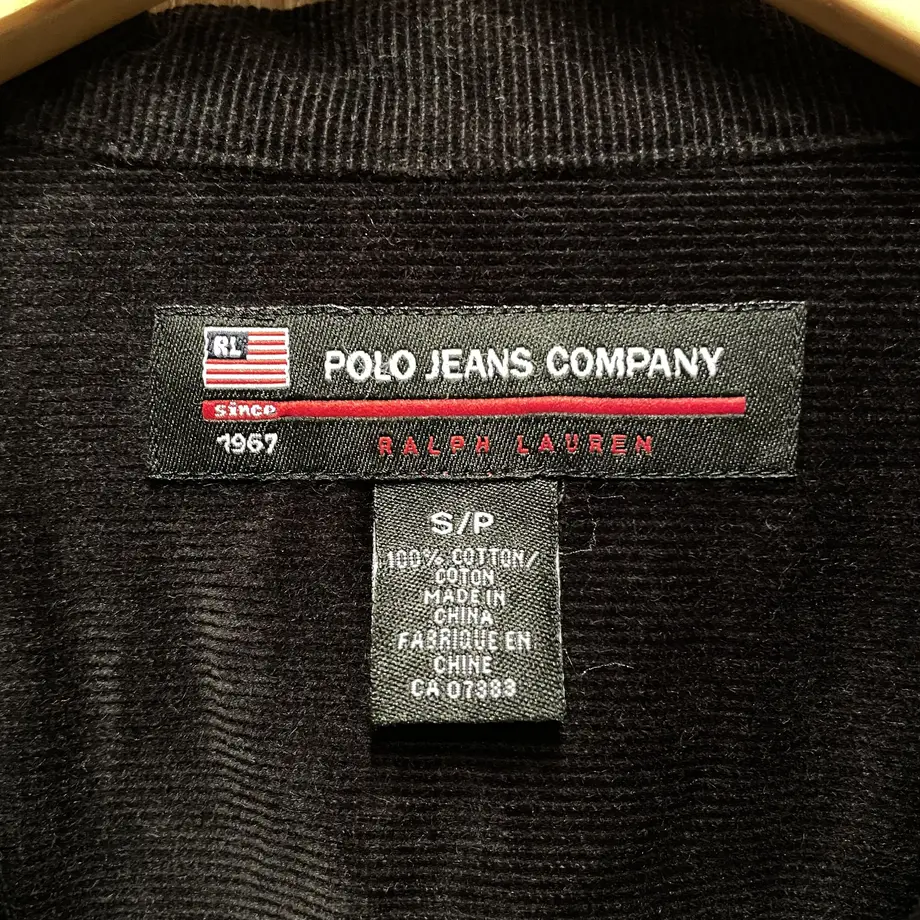 RL
POLO JEANS COMPANY
since
1967
RALPH LAUREN
S/P
100% COTTON/
COTON
MADE IN
CHINA
FABRIQUE EN
CHINE
CA 07383